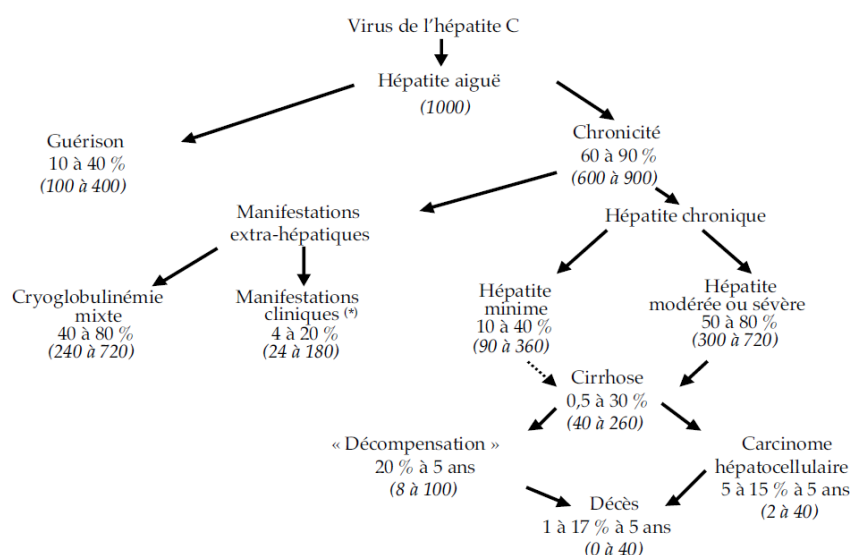 Virus de l'hépatite C
Hépatite aiguë
(1000)
Guérison
10 à 40 %
(100 à 400)
Chronicité
60 à 90 %
(600 à 900)
Manifestations
extra-hépatiques
Hépatite chronique
Cryoglobulinémie
mixte
40 à 80 %
(240 à 720)
Manifestations
cliniques (*)
4 à 20 %
(24 à 180)
Hépatite
minime
10 à 40 %
(90 à 360)
Hépatite
modérée ou sévère
50 à 80 %
(300 à 720)
Cirrhose
0,5 à 30 %
(40 à 260)
« Décompensation »
20 % à 5 ans
(8 à 100)
Carcinome
hépatocellulaire
5 à 15 % à 5 ans
(2 à 40)
Décès
1 à 17 % à 5 ans
(0 à 40)